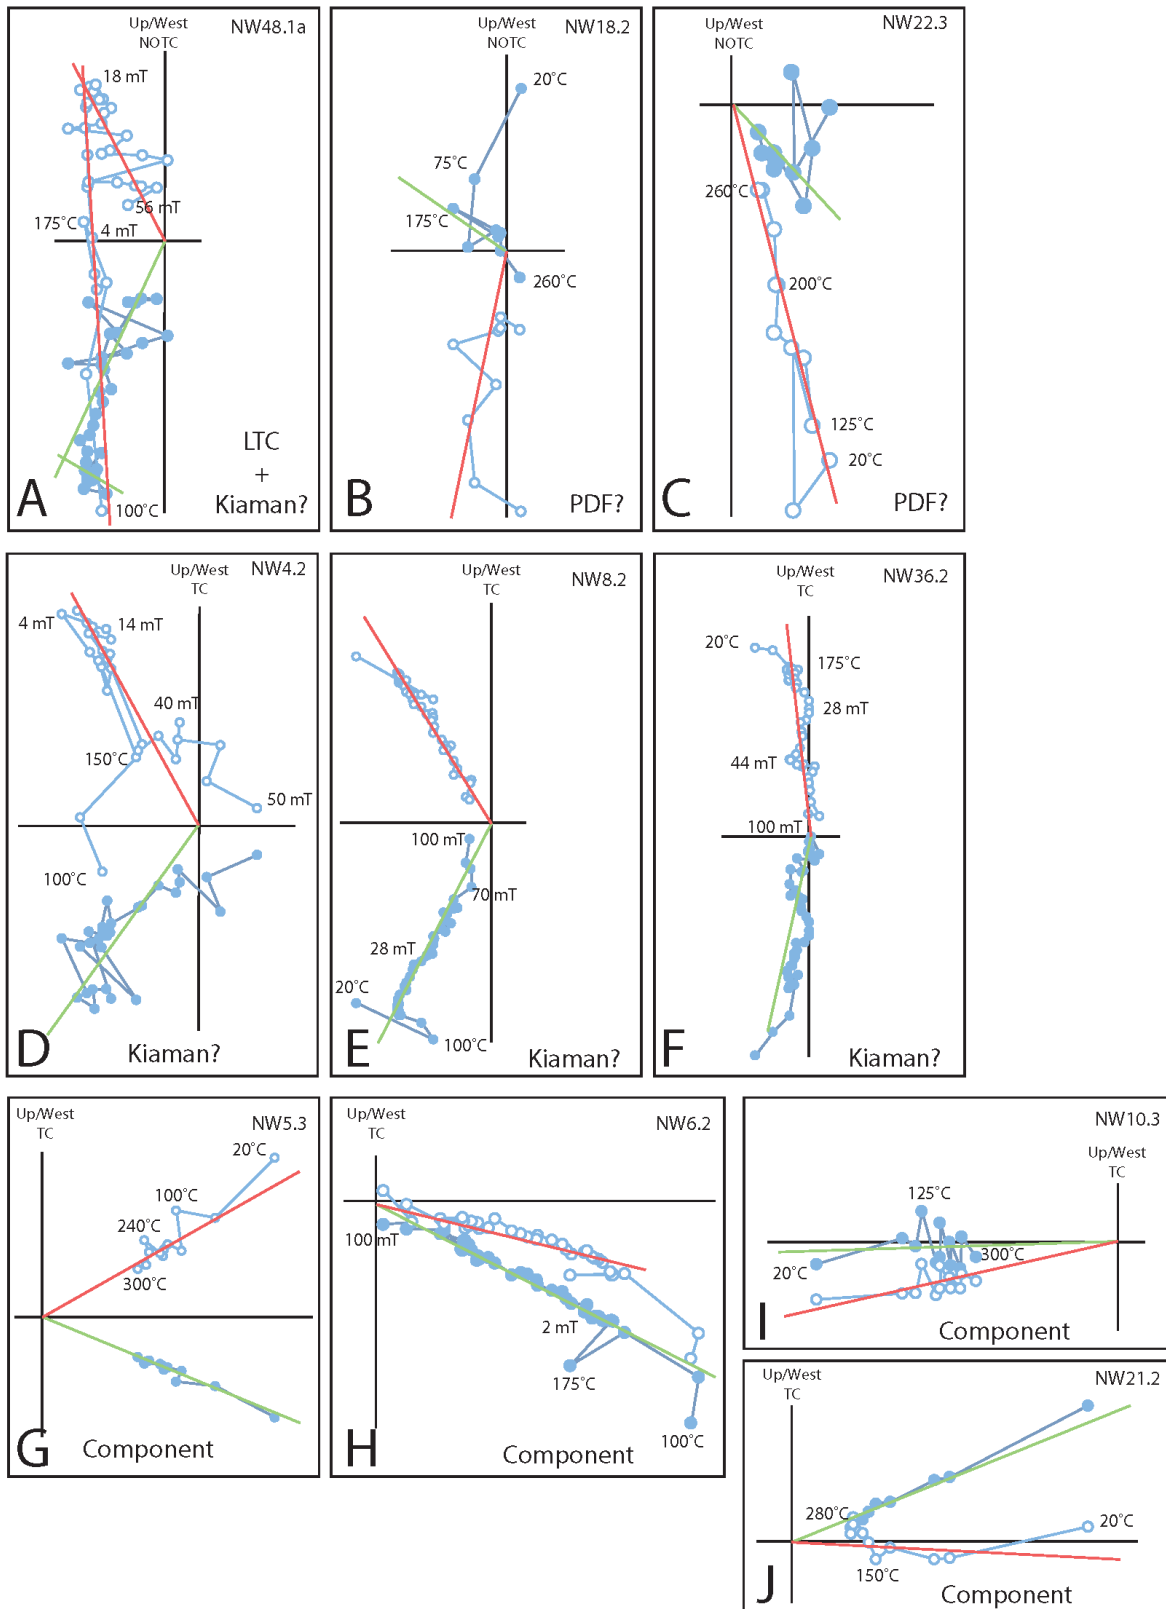 Up/West
NOTC
NW48.1a
18 mT
56 mT
175˚C
4 mT
100˚C
LTC
+
Kiaman?
A
Up/West
NOTC
NW18.2
20˚C
75˚C
175˚C
260˚C
B
PDF?
Up/West
NOTC
NW22.3
260˚C
200˚C
125˚C
20˚C
C
PDF?
Up/West
TC
NW4.2
4 mT
14 mT
40 mT
150˚C
50 mT
100˚C
D
Kiaman?
Up/West
TC
NW8.2
100 mT
70 mT
28 mT
20˚C
100˚C
E
Kiaman?
Up/West
TC
NW36.2
20˚C
175˚C
28 mT
44 mT
100 mT
F
Kiaman?
Up/West
TC
NW5.3
20˚C
100˚C
240˚C
300˚C
G
Component
Up/West
TC
NW6.2
100 mT
2 mT
175˚C
100˚C
H
Component
NW10.3
Up/West
TC
125˚C
300˚C
20˚C
I
Component
Up/West
TC
NW21.2
280˚C
20˚C
150˚C
J
Component